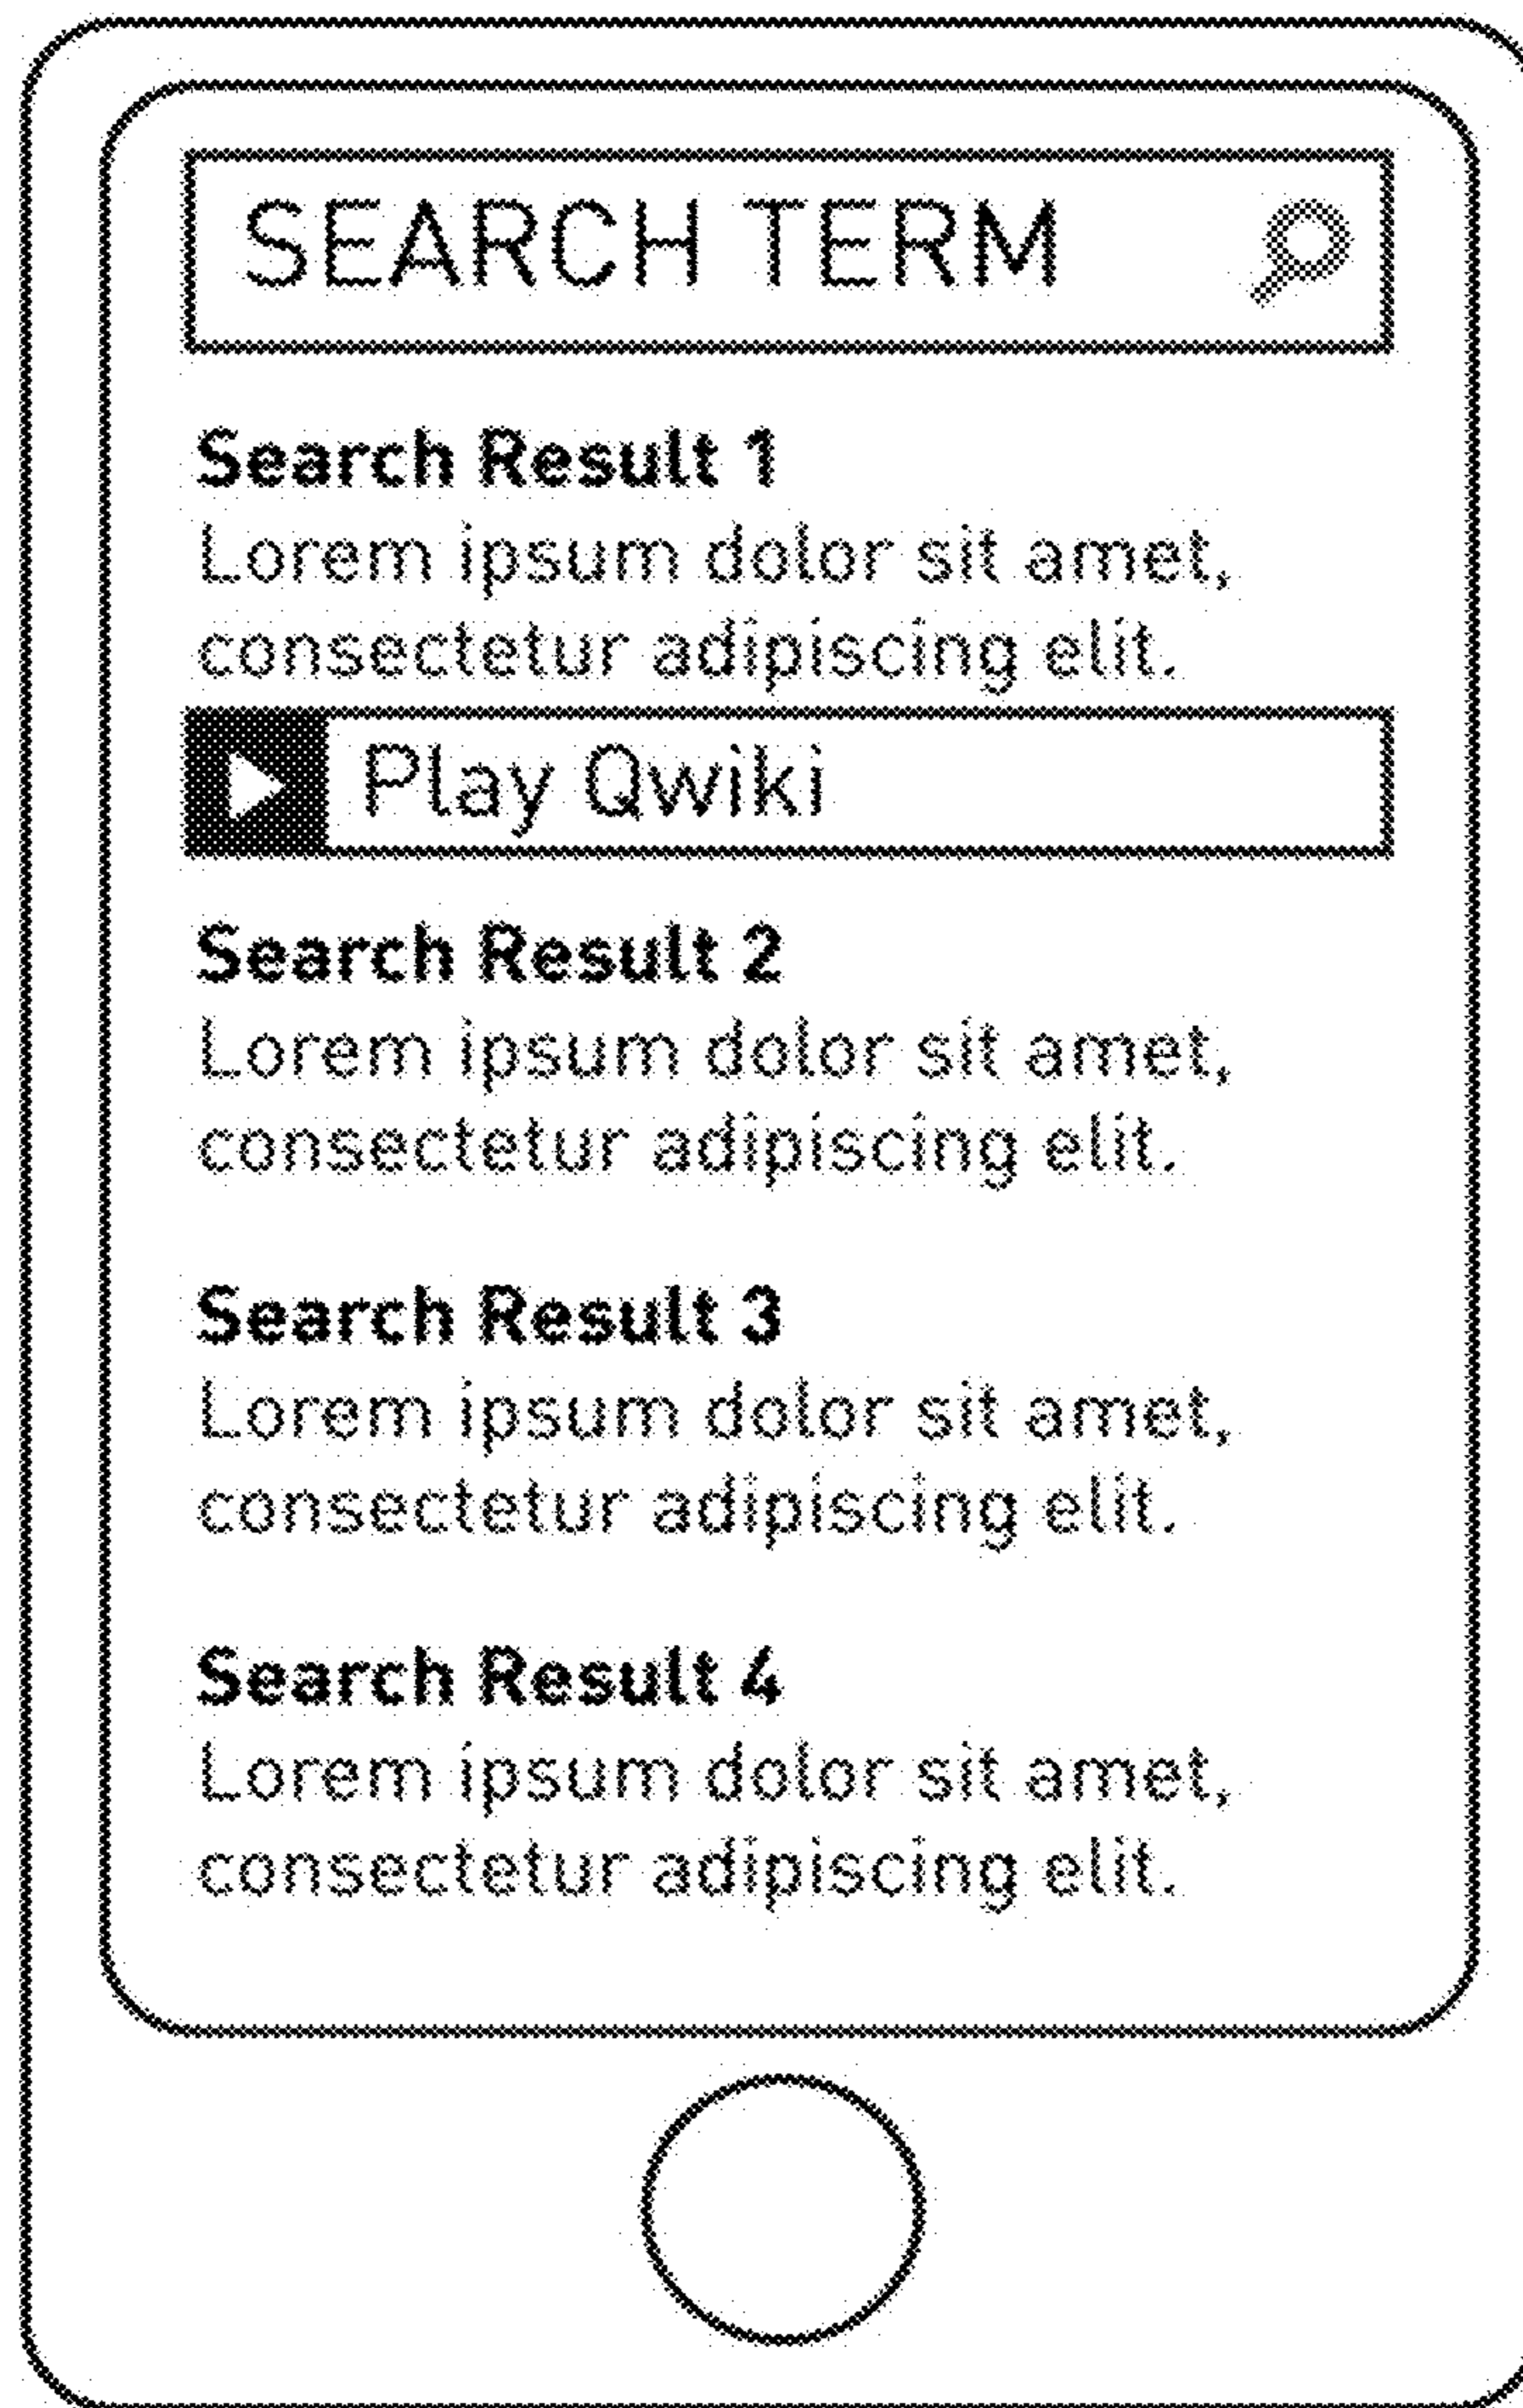 SEARCH TERM
Search Result 1
Lorem ipsum dolor sit amet,
consectetur adipiscing elit.
Play Qwiki
Search Result 2
Lorem ipsum dolor sit amet,
consectetur adipiscing elit.
Search Result 3
Lorem ipsum dolor sit amet,
consectetur adipiscing elit.
Search Result 4
Lorem ipsum dolor sit amet,
consectetur adipiscing elit.